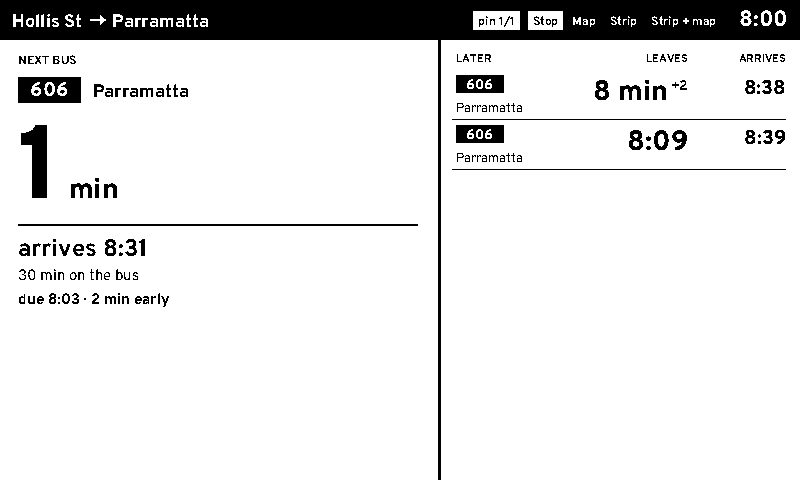 Hollis St → Parramatta
pin 1/1 Stop Map Strip Strip + map 8:00
NEXT BUS
606 Parramatta
1 min
arrives 8:31
30 min on the bus
due 8:03 · 2 min early
LATER LEAVES ARRIVES
606 8 min +2 8:38
Parramatta
606 8:09 8:39
Parramatta